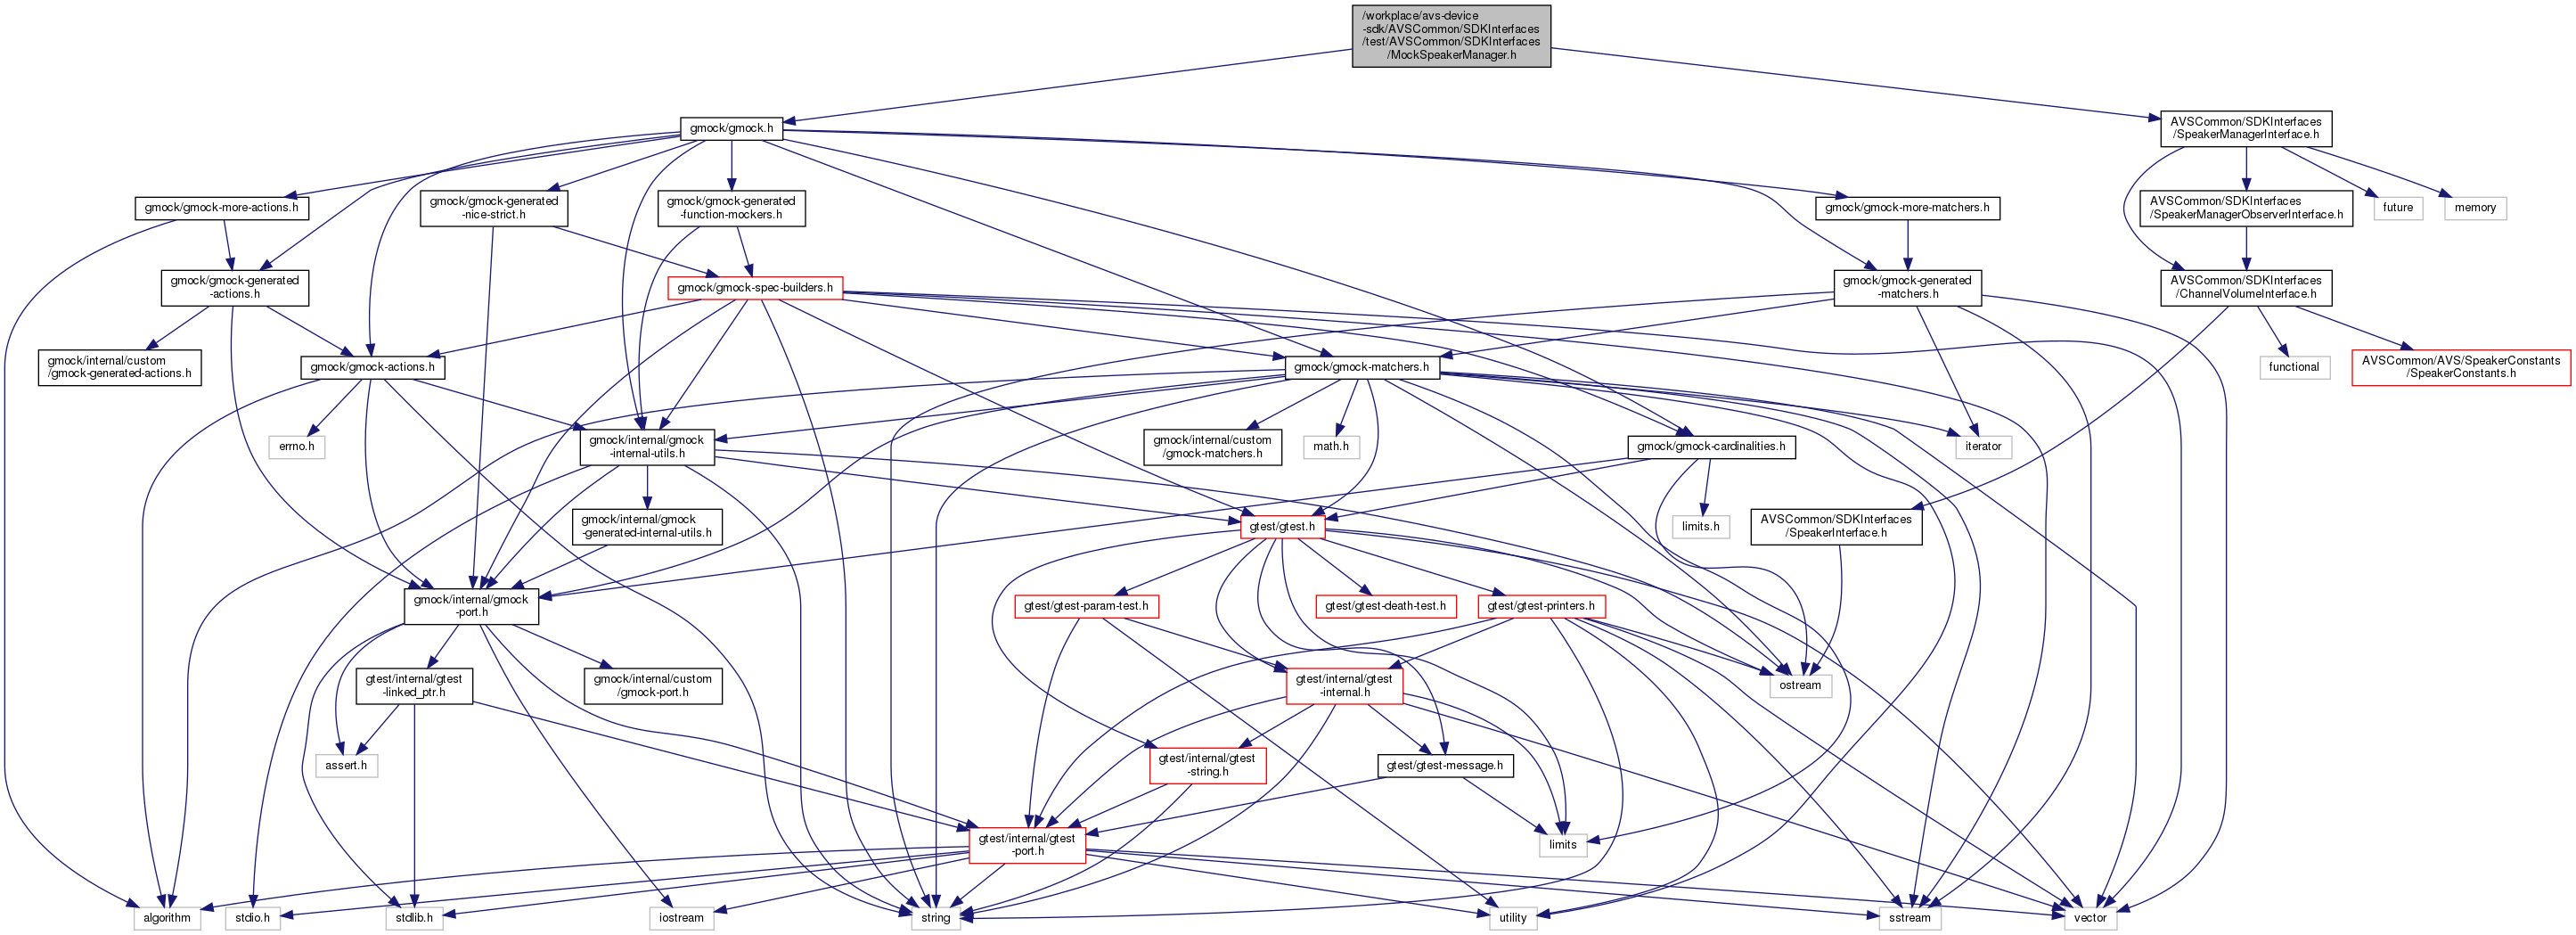 /workplace/avs-device
-sdk/AVSCommon/SDKInterfaces
/test/AVSCommon/SDKInterfaces
/MockSpeakerManager.h
gmock/gmock.h
AVSCommon/SDKInterfaces
/SpeakerManagerInterface.h
gmock/gmock-more-actions.h
gmock/gmock-generated
-nice-strict.h
gmock/gmock-generated
-function-mockers.h
gmock/gmock-more-matchers.h
AVSCommon/SDKInterfaces
/SpeakerManagerObserverInterface.h
future
memory
gmock/gmock-generated
-actions.h
gmock/gmock-spec-builders.h
gmock/gmock-generated
-matchers.h
AVSCommon/SDKInterfaces
/ChannelVolumeInterface.h
gmock/internal/custom
/gmock-generated-actions.h
gmock/gmock-actions.h
gmock/gmock-matchers.h
functional
AVSCommon/AVS/SpeakerConstants
/SpeakerConstants.h
errno.h
gmock/internal/gmock
-internal-utils.h
gmock/internal/custom
/gmock-matchers.h
math.h
gmock/gmock-cardinalities.h
iterator
gmock/internal/gmock
-generated-internal-utils.h
gtest/gtest.h
limits.h
AVSCommon/SDKInterfaces
/SpeakerInterface.h
gmock/internal/gmock
-port.h
gtest/gtest-param-test.h
gtest/gtest-death-test.h
gtest/gtest-printers.h
gtest/internal/gtest
-linked_ptr.h
gmock/internal/custom
/gmock-port.h
gtest/internal/gtest
-internal.h
ostream
assert.h
gtest/internal/gtest
-string.h
gtest/gtest-message.h
gtest/internal/gtest
-port.h
limits
algorithm
stdio.h
stdlib.h
iostream
string
utility
sstream
vector